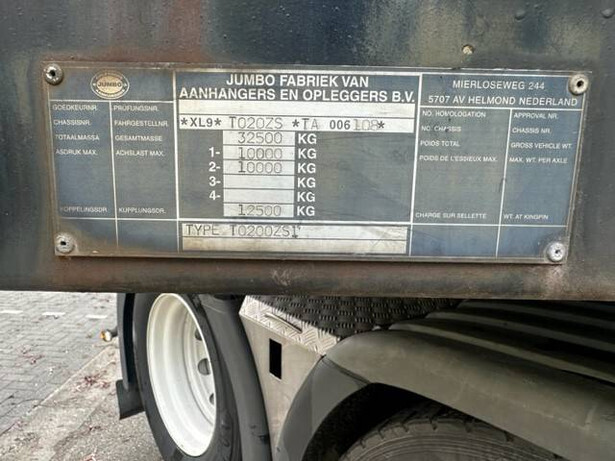 JUMBO
JUMBO FABRIEK VAN
AANHANGERS EN OPLEGGERS B.V.
MIERLOSEWEG 244
5707 AV HELMOND NEDERLAND
GOEDKEURNR. PRÜFUNGSNR. NO. HOMOLOGATION APPROVAL NR.
CHASSISNR. FAHRGESTELLNR. *XL9* T020ZS *TA 006108* NO. CHASSIS CHASSIS NR.
TOTAALMASSA GESAMTMASSE 32500 KG POIDS TOTAL GROSS VEHICLE WT.
ASDRUK MAX. ACHSLAST MAX. 1- 10000 KG POIDS DE L'ESSIEU MAX. MAX. WT. PER AXLE
2- 10000 KG
3- KG
4- KG
KOPPELINGSDR. KUPPLUNGSDR. 12500 KG CHARGE SUR SELLETTE WT. AT KINGPIN
TYPE T0200ZS1